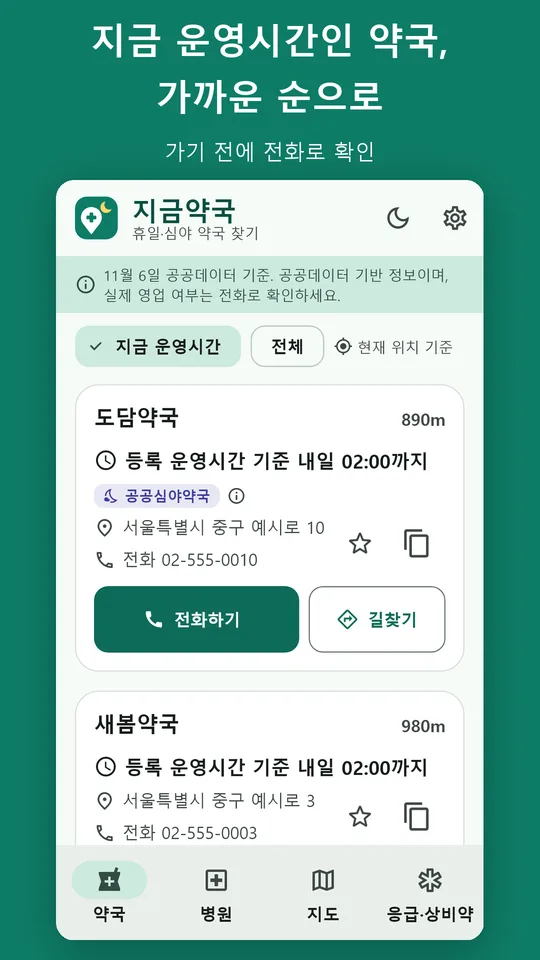 지금 운영시간인 약국,
가까운 순으로
가기 전에 전화로 확인
지금약국
휴일·심야 약국 찾기
11월 6일 공공데이터 기준. 공공데이터 기반 정보이며,
실제 영업 여부는 전화로 확인하세요.
지금 운영시간 전체 현재 위치 기준
도담약국 890m
등록 운영시간 기준 내일 02:00까지
공공심야약국
서울특별시 중구 예시로 10
전화 02-555-0010
전화하기 길찾기
새봄약국 980m
등록 운영시간 기준 내일 02:00까지
서울특별시 중구 예시로 3
전화 02-555-0003
약국 병원 지도 응급·상비약